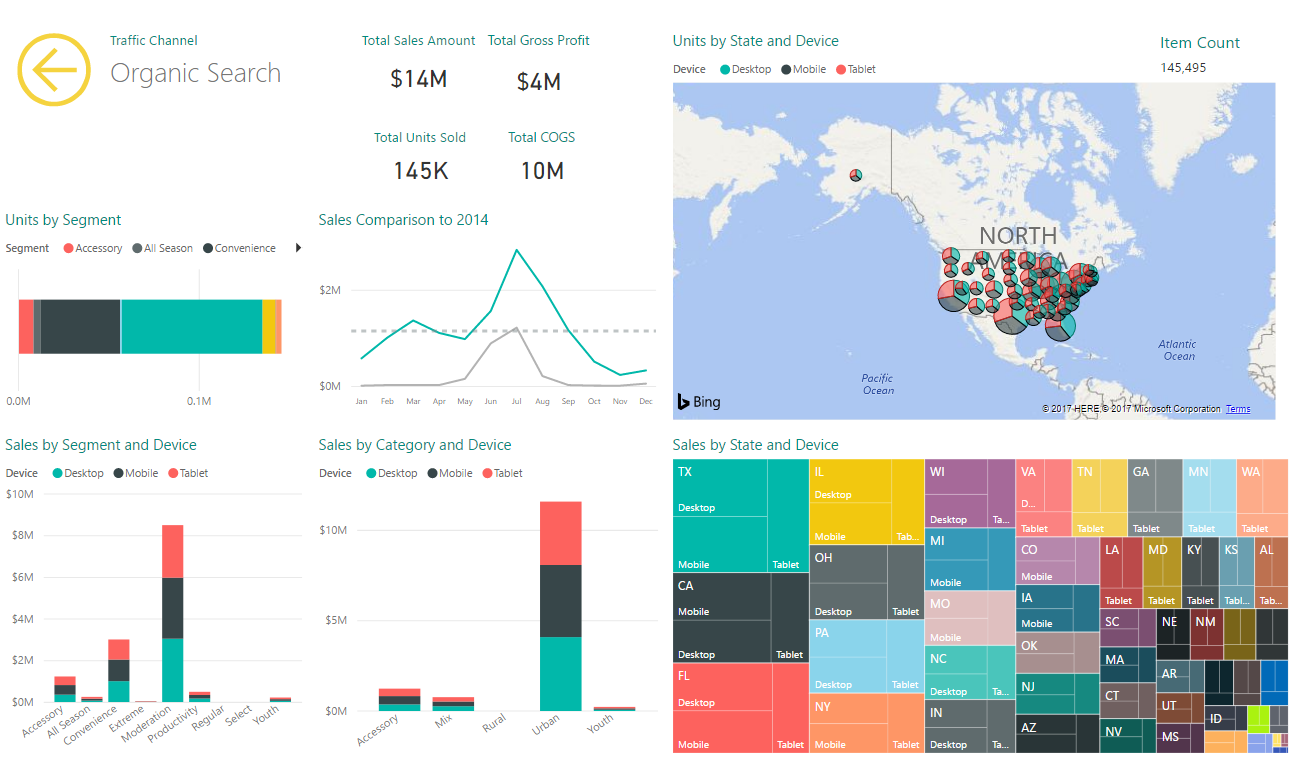 Traffic Channel
Organic Search
Total Sales Amount
$14M
Total Gross Profit
$4M
Total Units Sold
145K
Total COGS
10M
Units by State and Device
Device Desktop Mobile Tablet
Item Count
145,495
NORTH
AMERICA
Pacific
Ocean
Atlantic
Ocean
Bing
© 2017 HERE © 2017 Microsoft Corporation Terms
Units by Segment
Segment Accessory All Season Convenience
0.0M 0.1M
Sales Comparison to 2014
$2M
$0M
Jan Feb Mar Apr May Jun Jul Aug Sep Oct Nov Dec
Sales by Segment and Device
Device Desktop Mobile Tablet
$10M
$8M
$6M
$4M
$2M
$0M
Accessory All Season Convenience Extreme Moderation Productivity Regular Select Youth
Sales by Category and Device
Device Desktop Mobile Tablet
$10M
$5M
$0M
Accessory Mix Rural Urban Youth
Sales by State and Device
TX
Desktop
Mobile
Tablet
CA
Mobile
Desktop
Tablet
FL
Desktop
Mobile
Tablet
IL
Desktop
Mobile
Tab...
OH
Desktop
Tablet
PA
Desktop
Tablet
NY
Mobile
Tablet
WI
Desktop
Ta...
MI
Mobile
MO
Mobile
NC
Desktop
Ta...
IN
Desktop
Ta...
VA
D...
Tablet
TN
Tablet
GA
Tablet
MN
Tablet
WA
Tablet
CO
Mobile
IA
Mobile
OK
NJ
AZ
LA
Tablet
MD
Tablet
KY
Tablet
KS
Tabl...
AL
Tab...
SC
MA
CT
NV
NE
NM
AR
UT
MS
ID